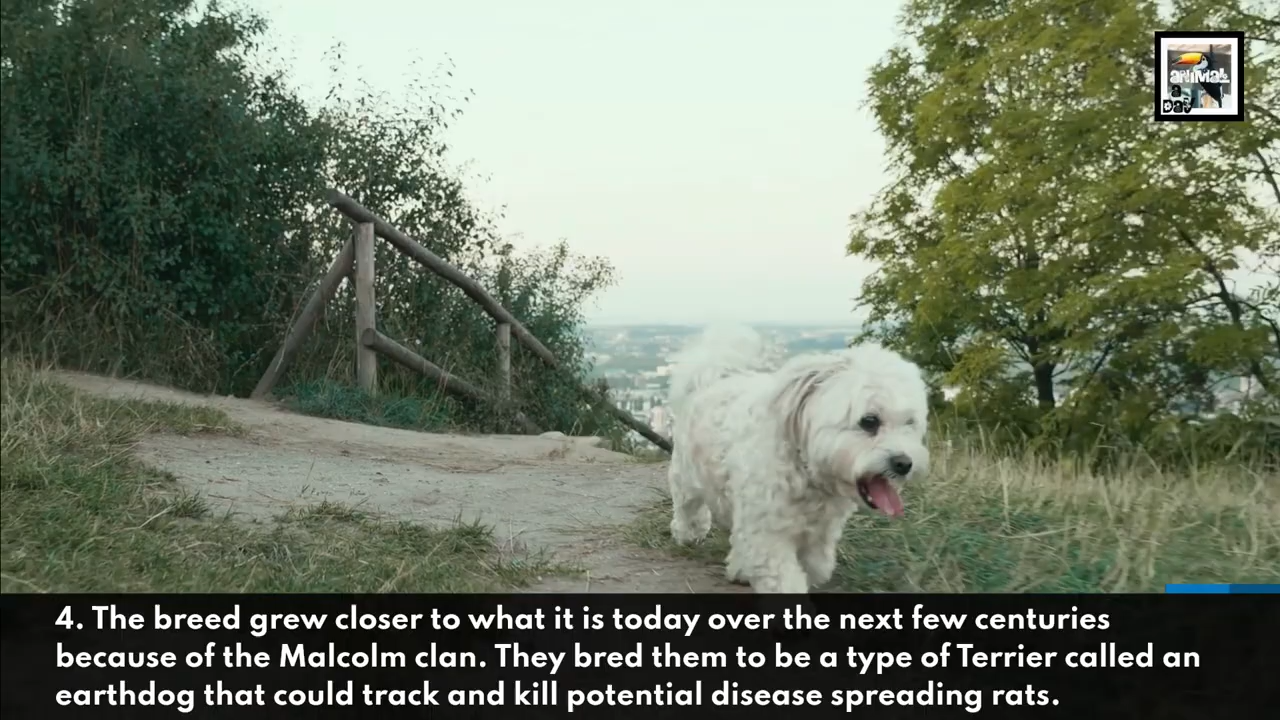 ANIMAL
a
DAY
4. The breed grew closer to what it is today over the next few centuries
because of the Malcolm clan. They bred them to be a type of Terrier called an
earthdog that could track and kill potential disease spreading rats.